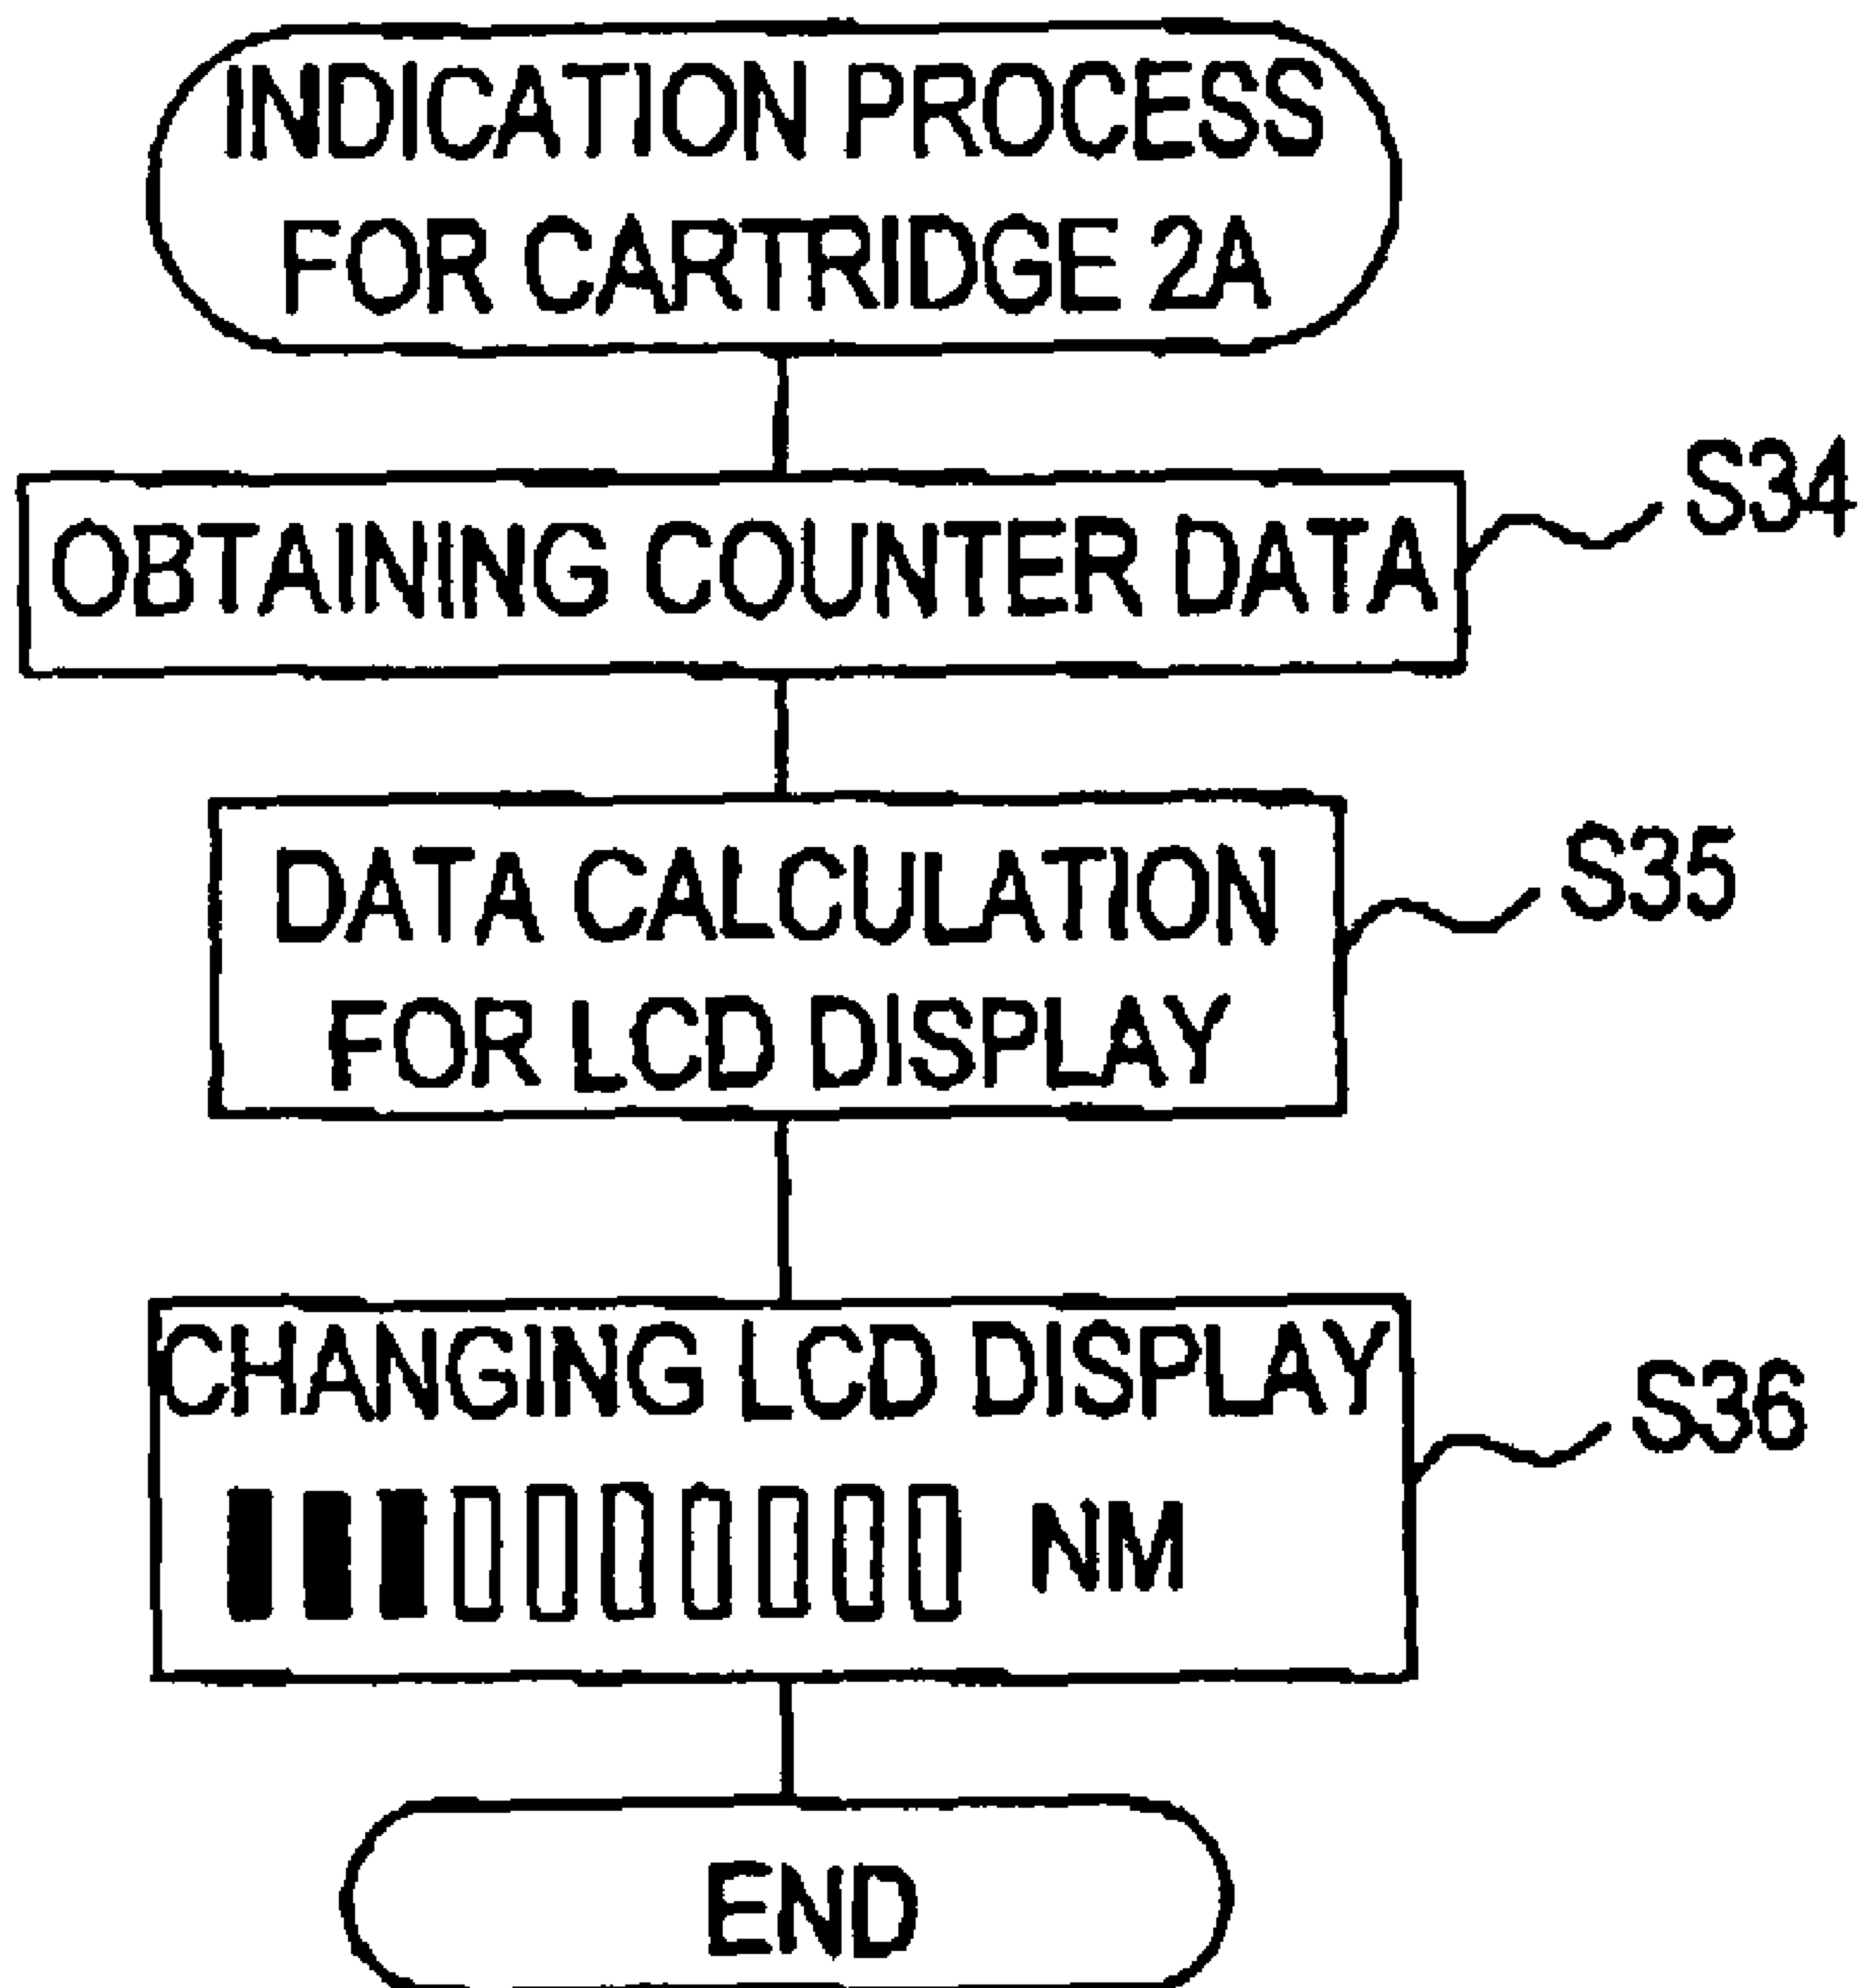 INDICATION PROCESS
FOR CARTRIDGE 2A
OBTAINING COUNTER DATA
S34
DATA CALCULATION
FOR LCD DISPLAY
S35
CHANGING LCD DISPLAY
S36
NM
END